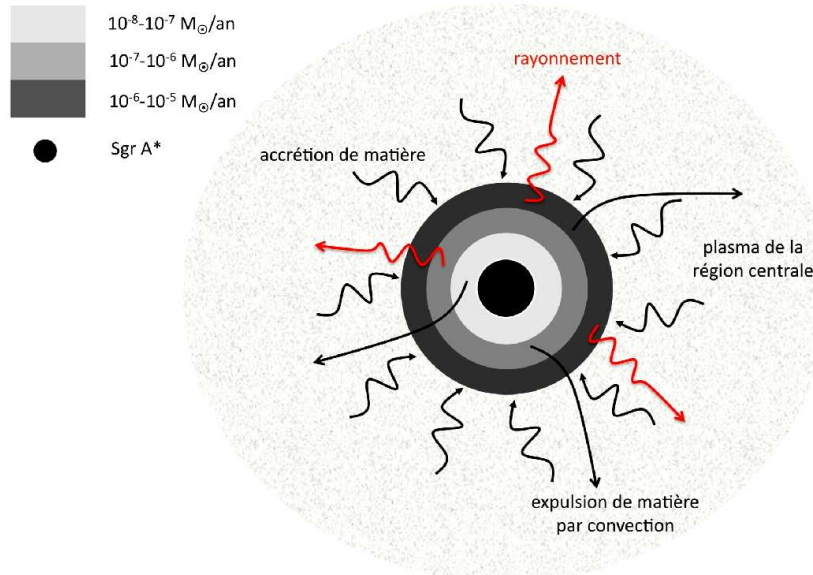 10⁻⁸-10⁻⁷ M☉/an
10⁻⁷-10⁻⁶ M☉/an
10⁻⁶-10⁻⁵ M☉/an
Sgr A*
rayonnement
accrétion de matière
plasma de la
région centrale
expulsion de matière
par convection